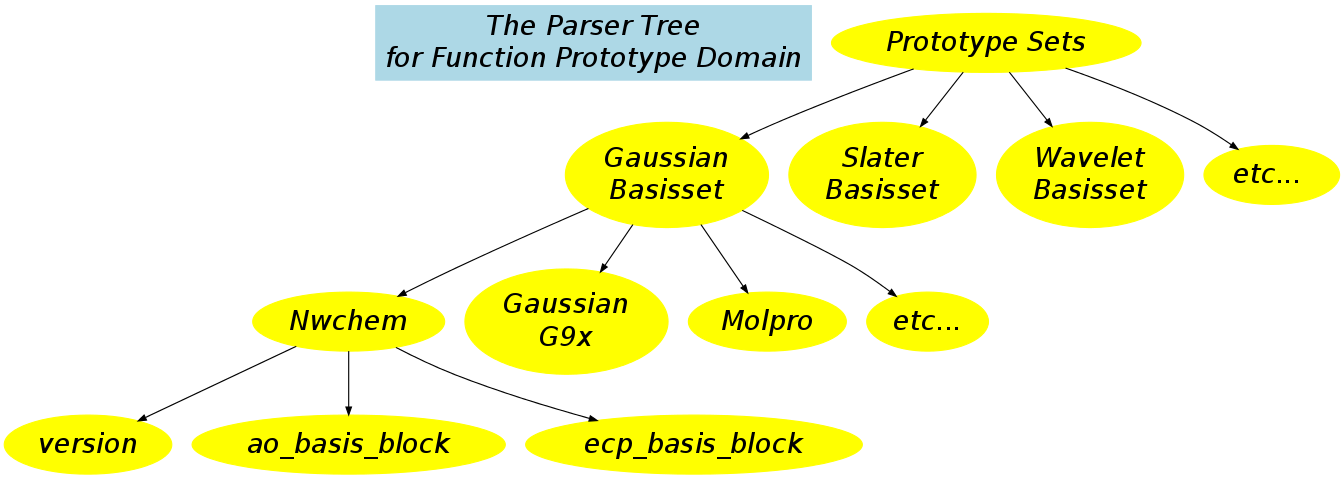 The Parser Tree
for Function Prototype Domain
Prototype Sets
Gaussian
Basisset
Slater
Basisset
Wavelet
Basisset
etc...
Nwchem
Gaussian
G9x
Molpro
etc...
version
ao_basis_block
ecp_basis_block